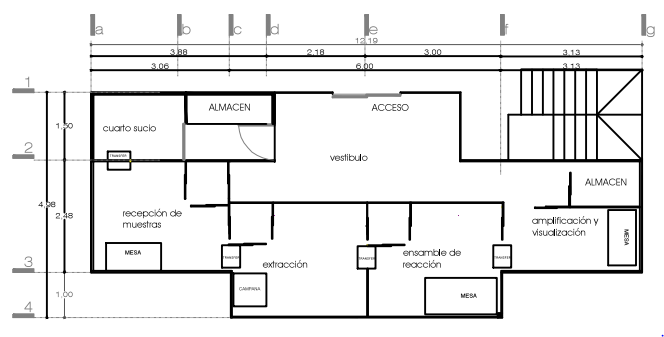 a b c d e f g
12.19
3.88 2.18 3.00 3.13
3.06 6.00 3.13
1
2
3
4
1.50
4.98
2.48
1.00
ALMACEN
ACCESO
cuarto sucio
vestibulo
TRANSFER
ALMACEN
recepción de
muestras
amplificación y
visualización
MESA
MESA
TRANSFER
extracción
TRANSFER
ensamble de
reacción
TRANSFER
CAMPANA
MESA